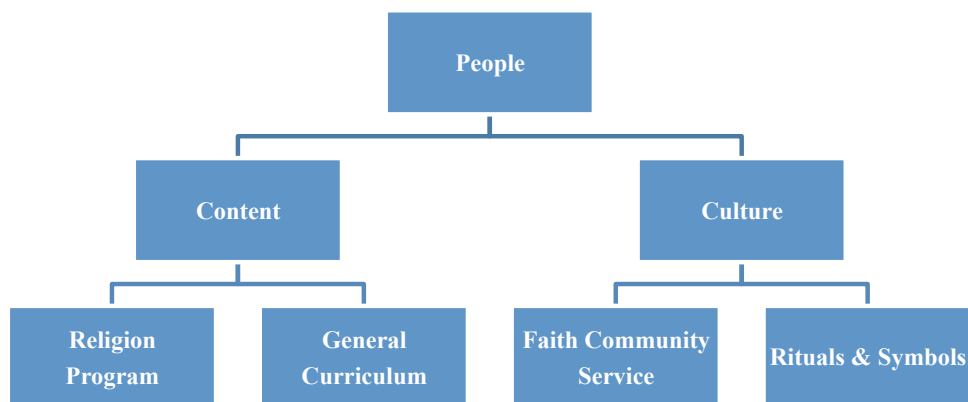 People
Content
Culture
Religion
Program
General
Curriculum
Faith Community
Service
Rituals & Symbols